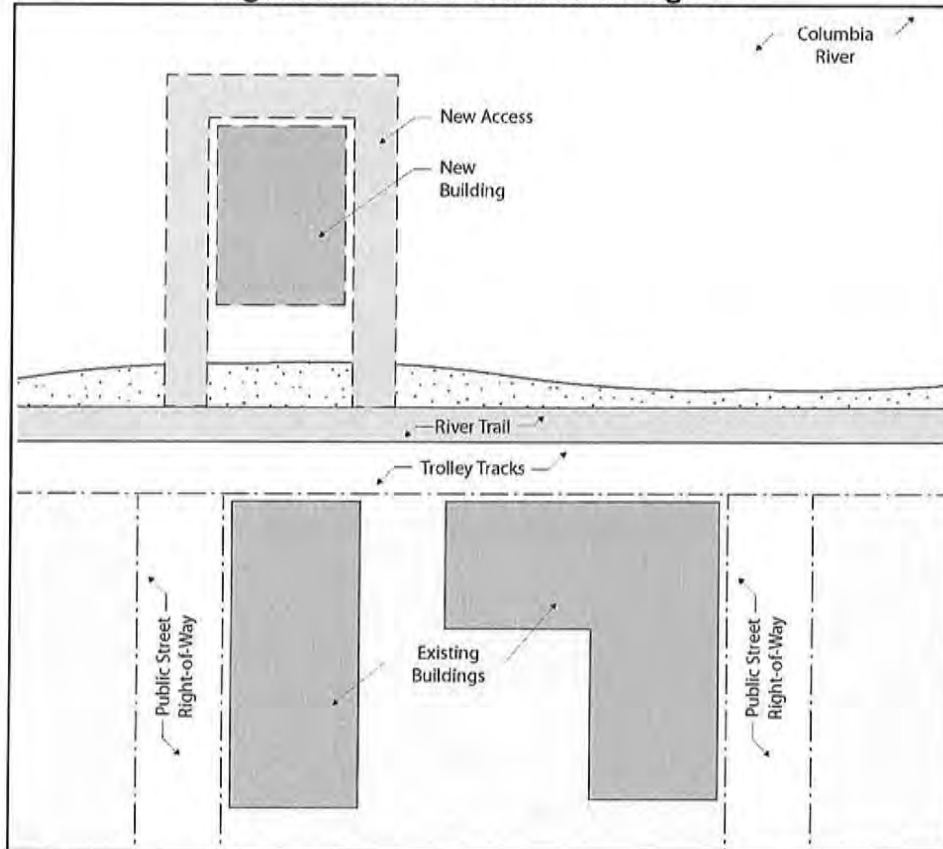 Columbia
River
New Access
New
Building
River Trail
Trolley Tracks
Public Street
Right-of-Way
Existing
Buildings
Public Street
Right-of-Way